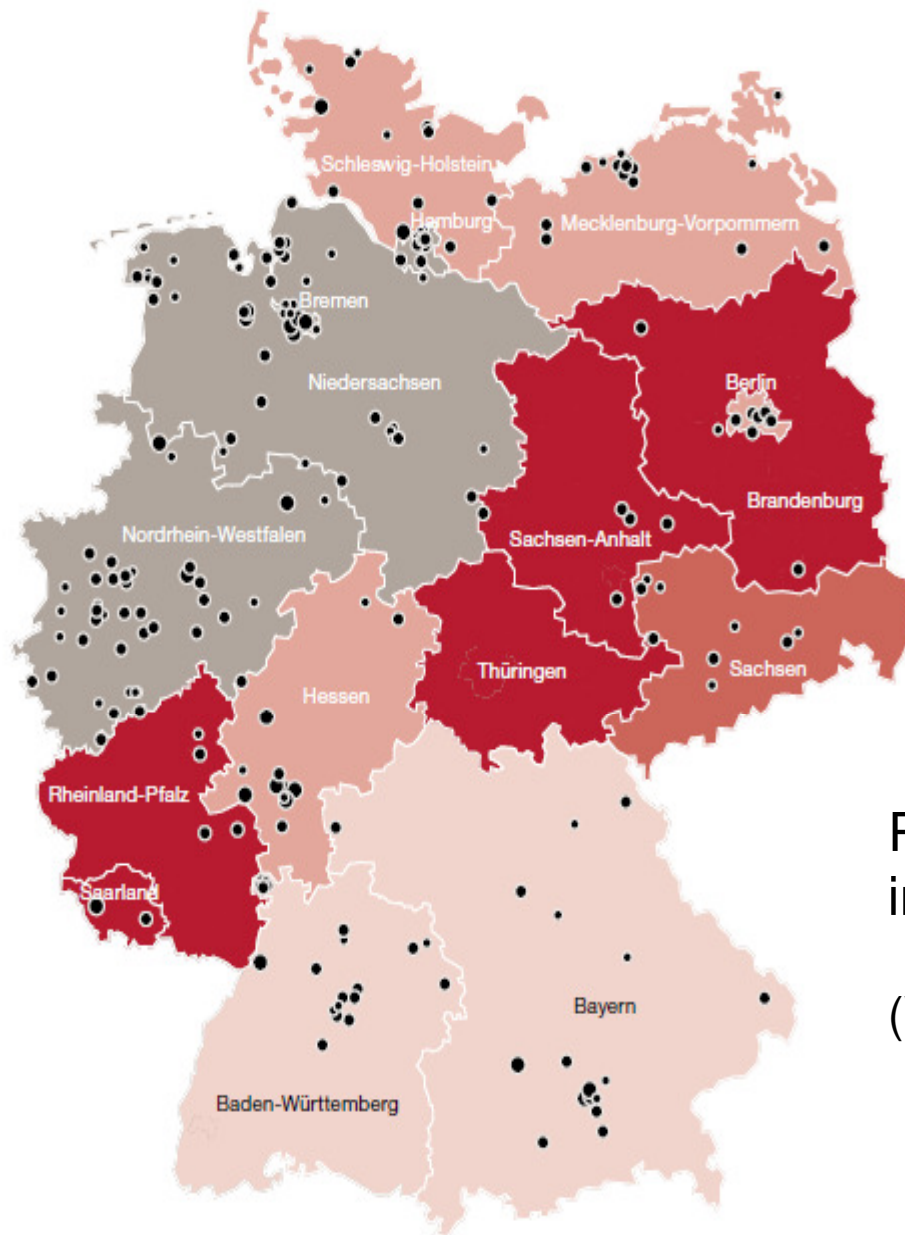 Schleswig-Holstein
Hamburg
Mecklenburg-Vorpommern
Bremen
Niedersachsen
Berlin
Brandenburg
Nordrhein-Westfalen
Sachsen-Anhalt
Thüringen
Sachsen
Hessen
Rheinland-Pfalz
Saarland
Bayern
Baden-Württemberg